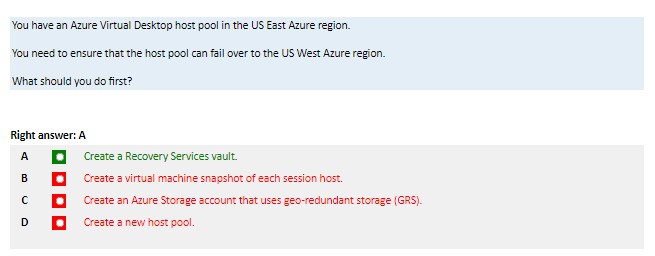 You have an Azure Virtual Desktop host pool in the US East Azure region.
You need to ensure that the host pool can fail over to the US West Azure region.
What should you do first?
Right answer: A
A Create a Recovery Services vault.
B Create a virtual machine snapshot of each session host.
C Create an Azure Storage account that uses geo-redundant storage (GRS).
D Create a new host pool.